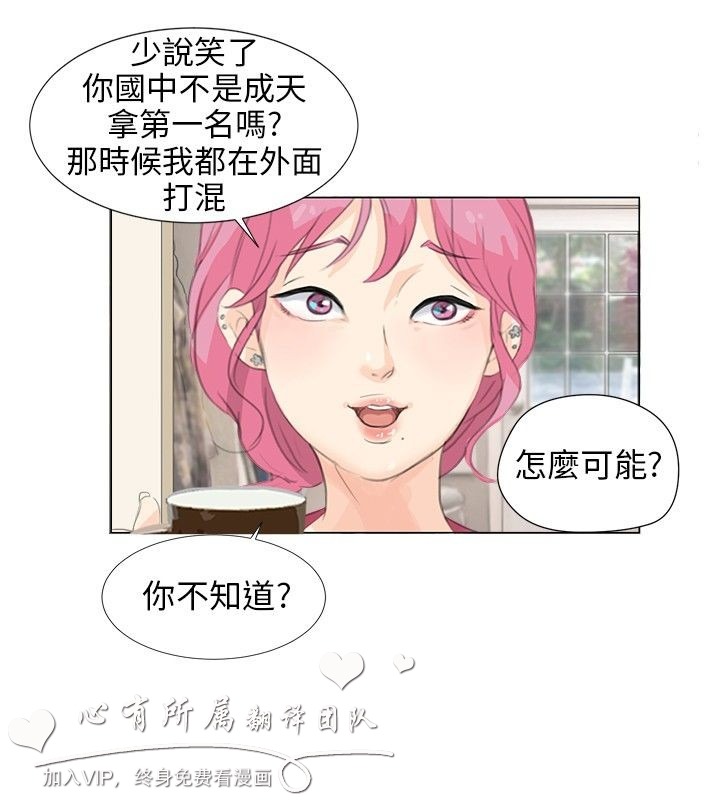 少說笑了
你國中不是成天
拿第一名嗎?
那時候我都在外面
打混
怎麼可能?
你不知道?
心有所属翻译团队
加入VIP，终身免费看漫画